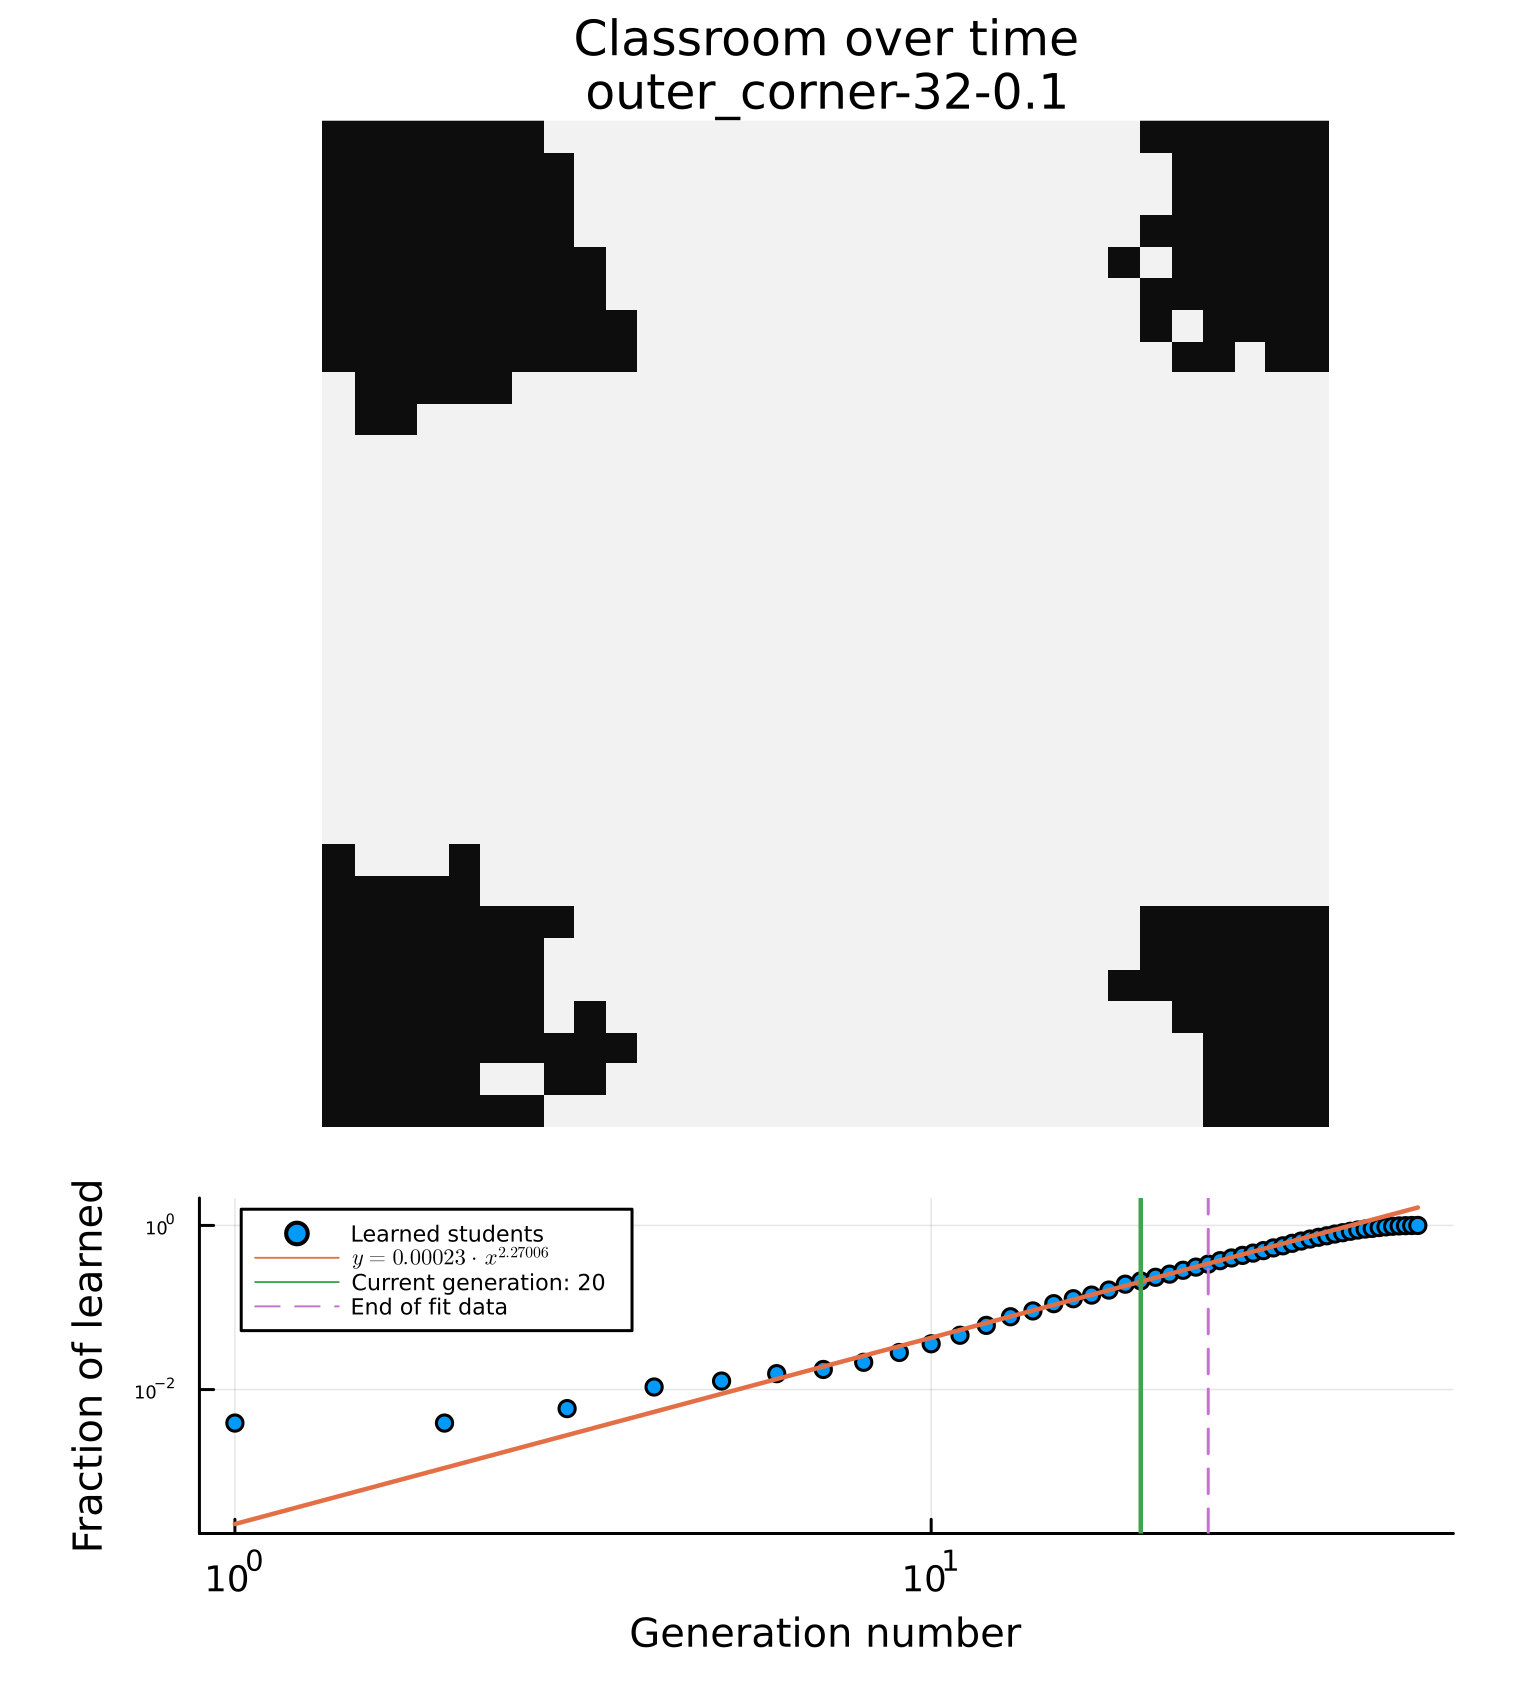 Classroom over time
outer_corner-32-0.1
Fraction of learned
10^0
10^−2
Learned students
y = 0.00023 · x^2.27006
Current generation: 20
End of fit data
10^0
10^1
Generation number